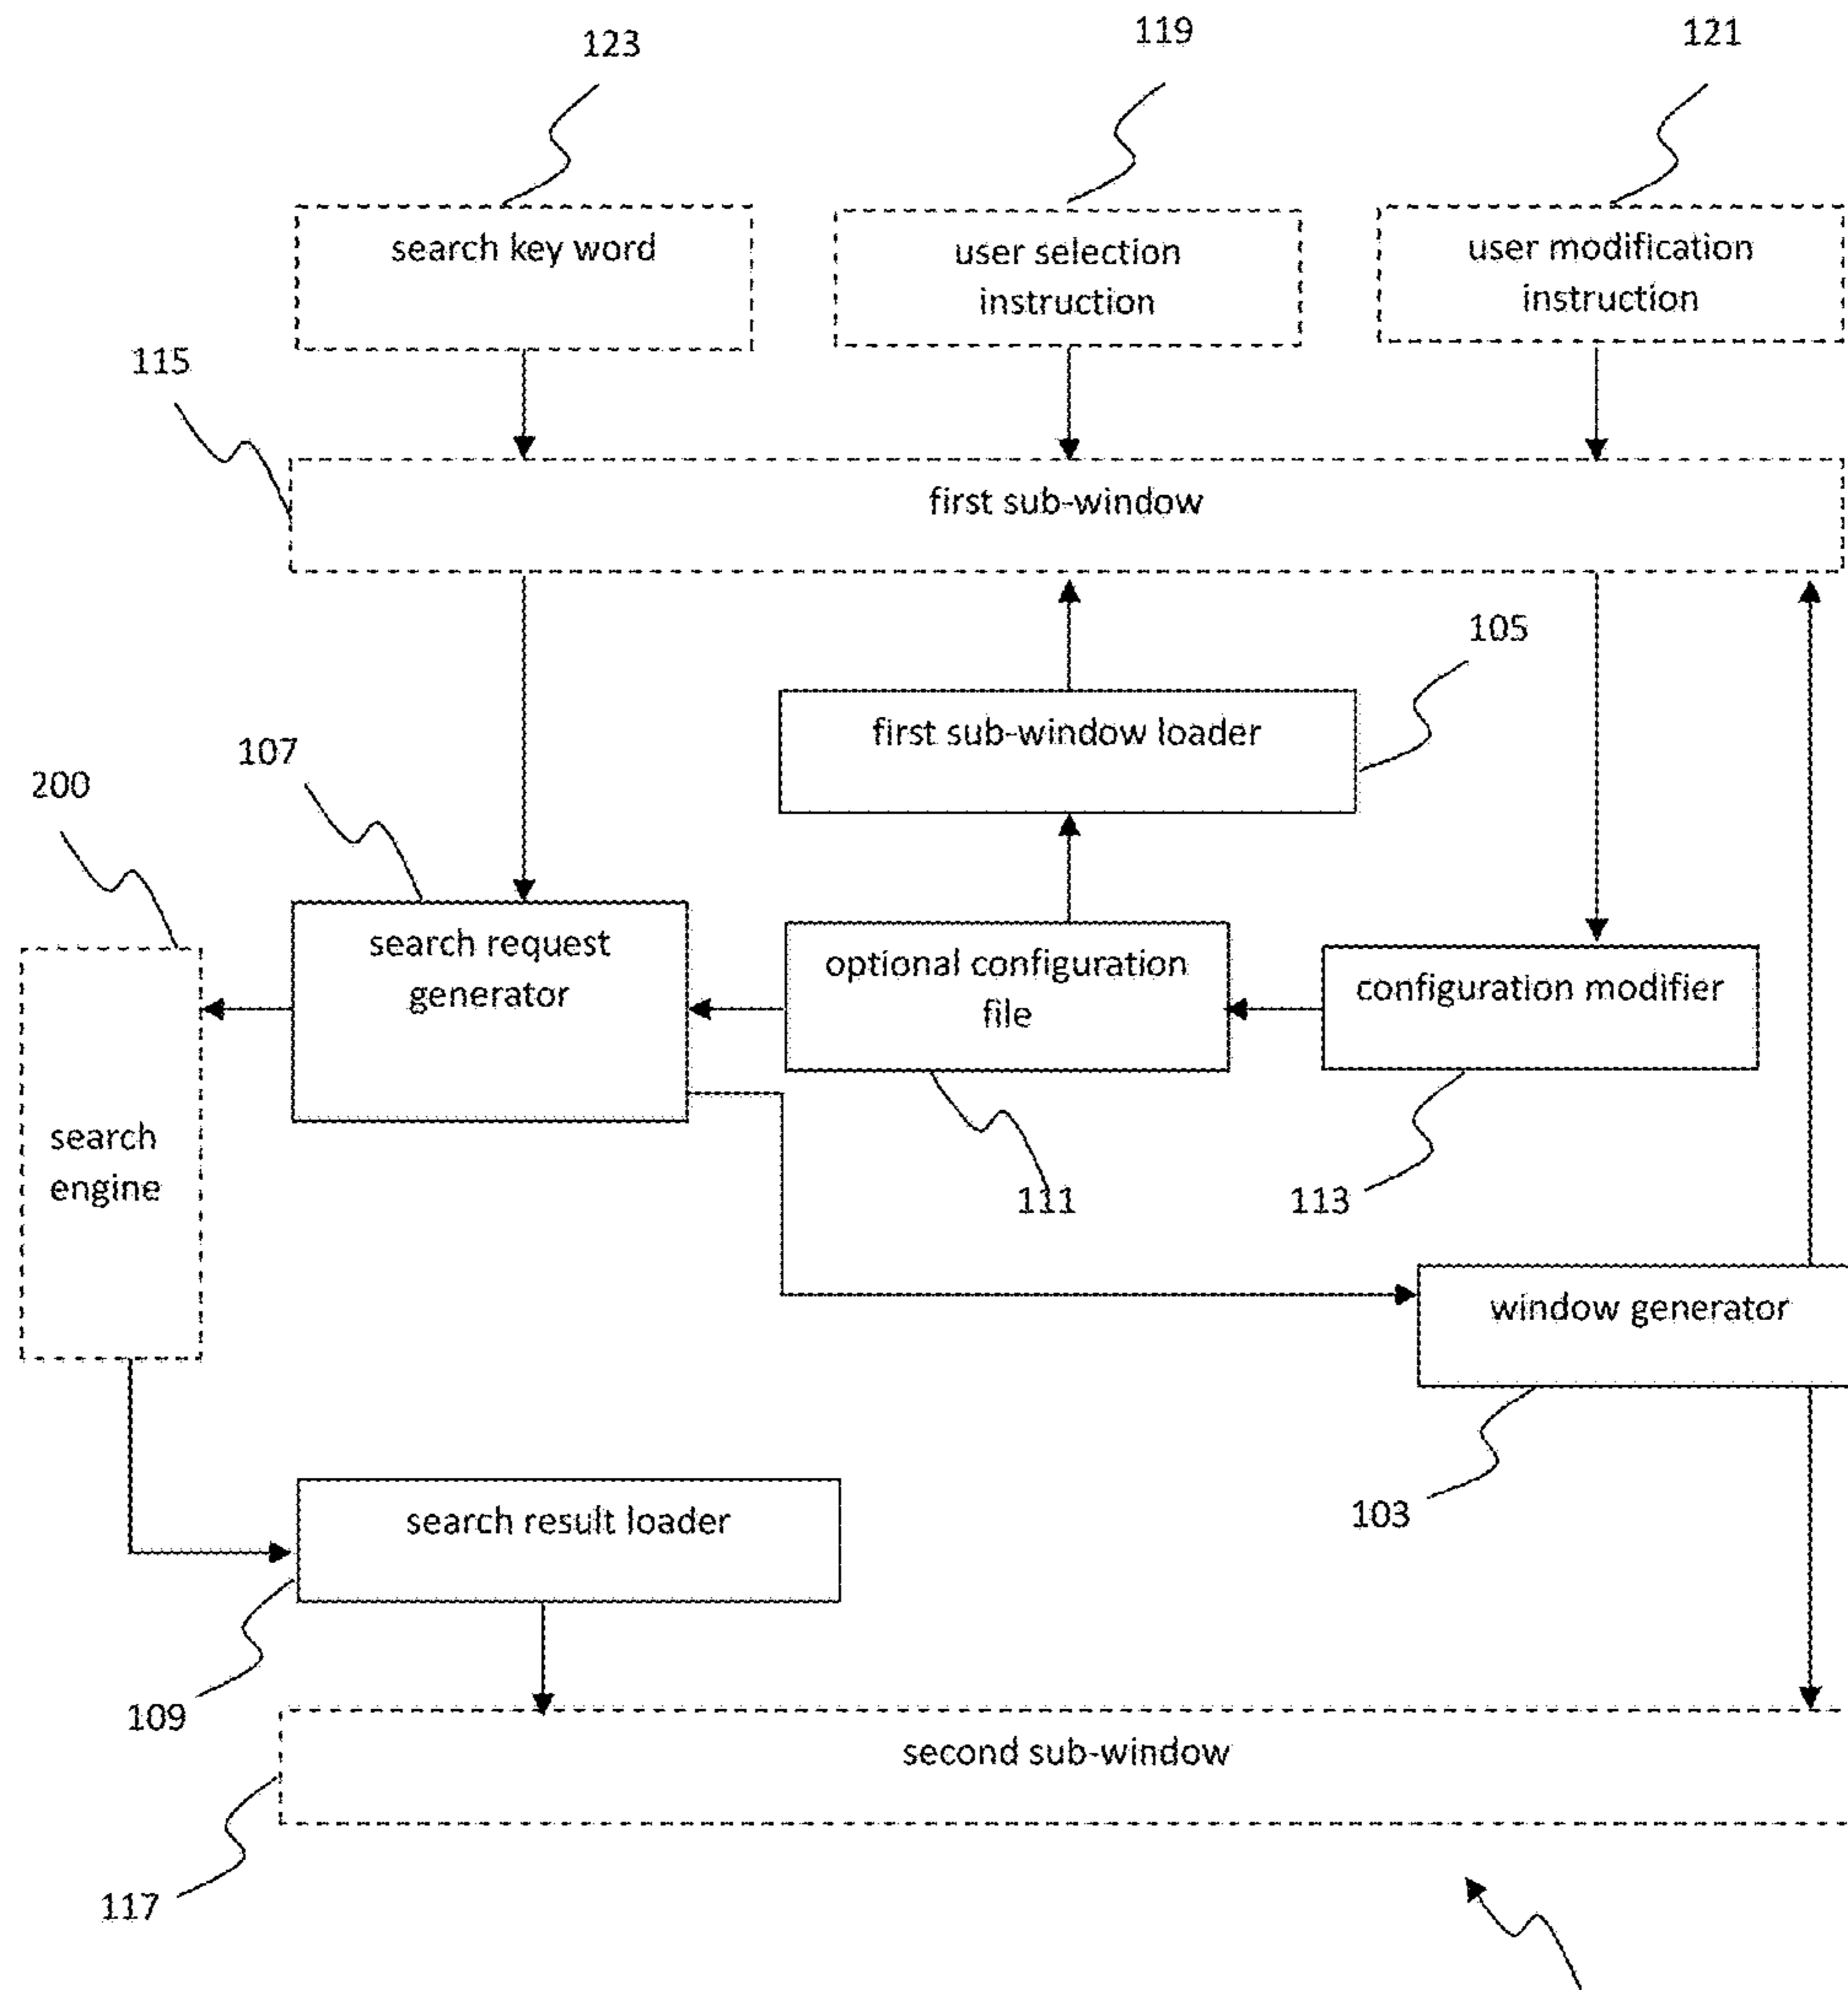 123
119
121
search key word
user selection
instruction
user modification
instruction
115
first sub-window
105
first sub-window loader
107
200
search request
generator
optional configuration
file
configuration modifier
search
engine
111
113
window generator
103
search result loader
109
second sub-window
117